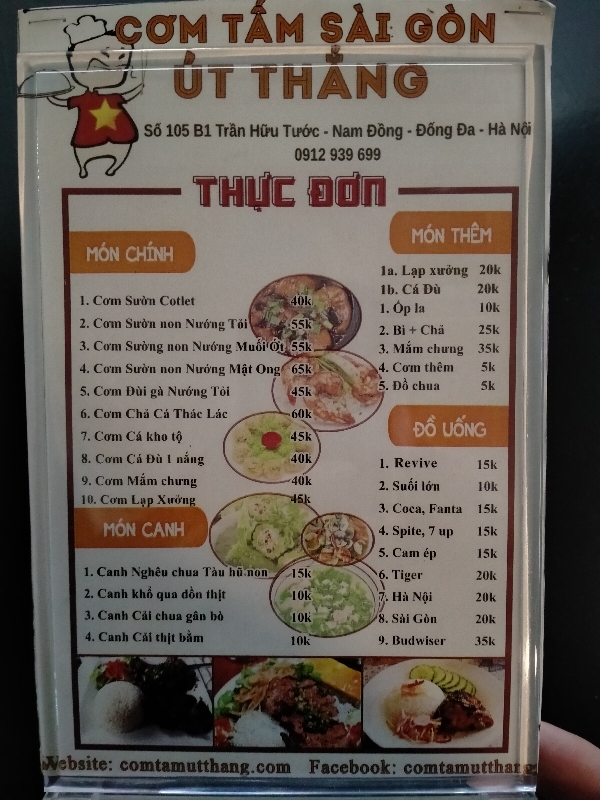 CƠM TẤM SÀI GÒN
ÚT THẲNG
Số 105 B1 Trần Hữu Tước - Nam Đồng - Đống Đa - Hà Nội
0912 939 699
THỰC ĐƠN
MÓN CHÍNH
1. Cơm Sườn Cotlet 40k
2. Cơm Sườn non Nướng Tỏi 55k
3. Cơm Sường non Nướng Muối Ớt 55k
4. Cơm Sườn non Nướng Mật Ong 65k
5. Cơm Đùi gà Nướng Tỏi 45k
6. Cơm Chả Cá Thác Lác 60k
7. Cơm Cá kho tộ 45k
8. Cơm Cá Dù 1 nắng 40k
9. Cơm Mắm chưng 40k
10. Cơm Lạp Xưởng 45k
MÓN CANH
1. Canh Nghêu chua Tàu hũ non 15k
2. Canh khổ qua dồn thịt 10k
3. Canh Cải chua gân bò 10k
4. Canh Cải thịt bằm 10k
MÓN THÊM
1a. Lạp xưởng 20k
1b. Cá Dù 20k
1. Óp la 10k
2. Bì + Chả 25k
3. Mắm chưng 35k
4. Cơm thêm 5k
5. Đồ chua 5k
ĐỒ UỐNG
1. Revive 15k
2. Suối lớn 10k
3. Coca, Fanta 15k
4. Spite, 7 up 15k
5. Cam ép 15k
6. Tiger 20k
7. Hà Nội 20k
8. Sài Gòn 20k
9. Budwiser 35k
Website: comtamutthang.com Facebook: comtamutthang